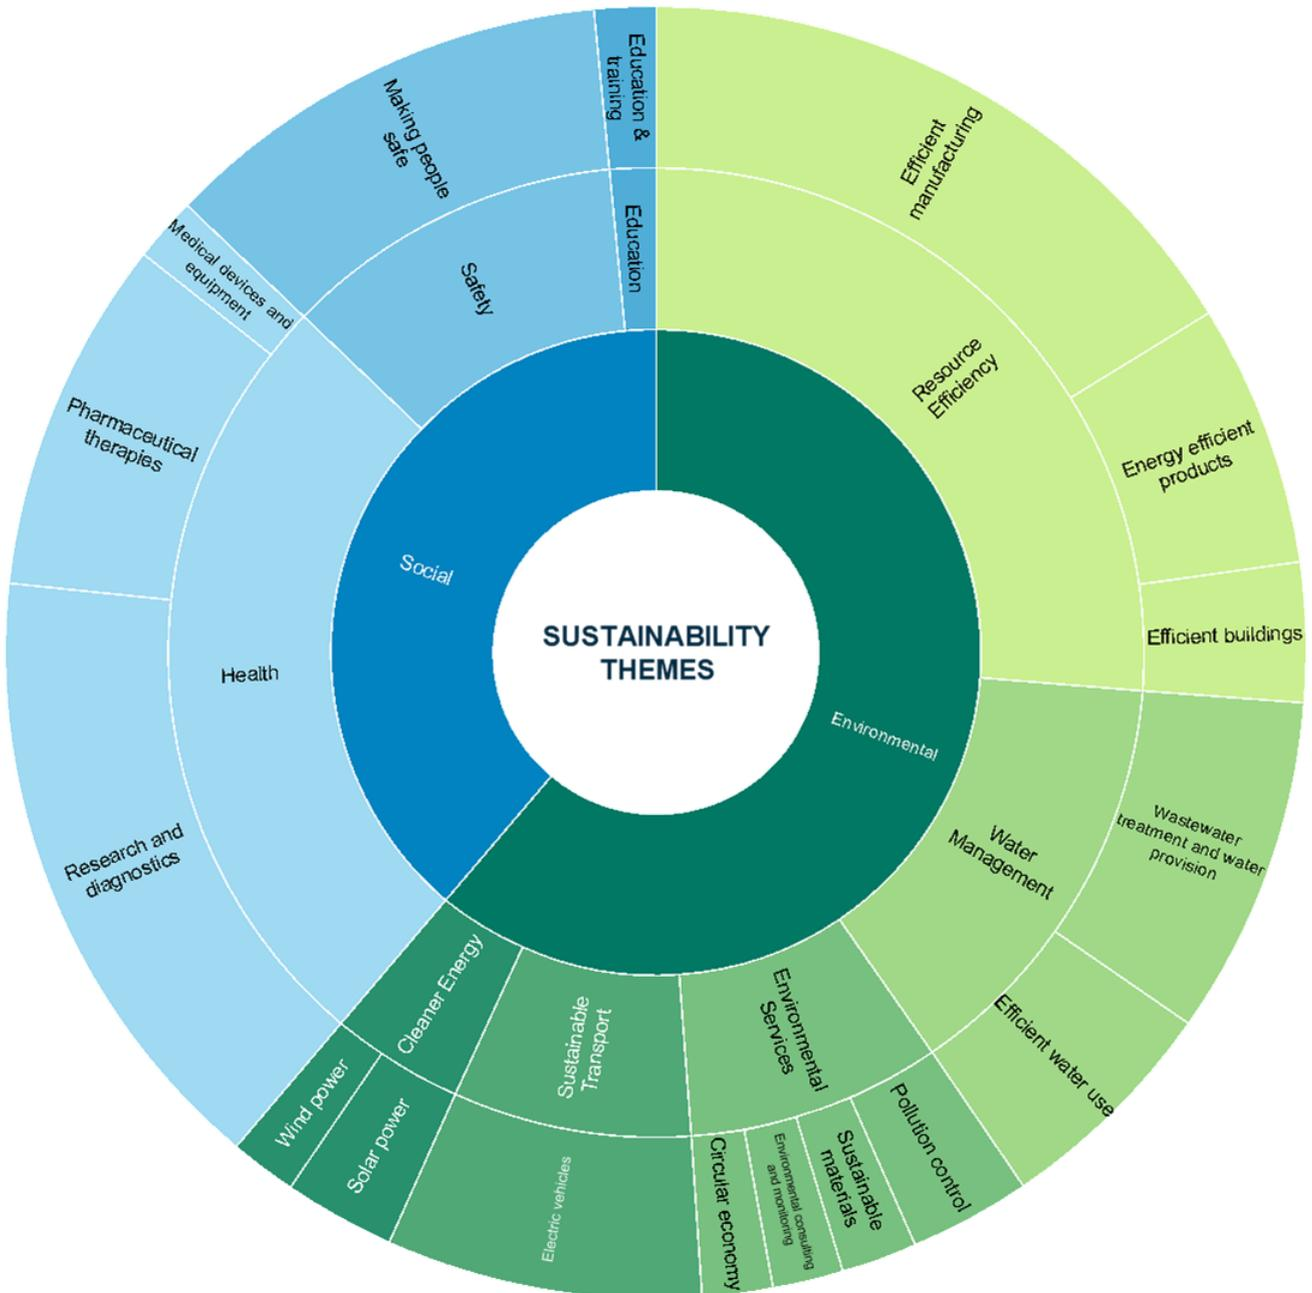 SUSTAINABILITY
THEMES
Environmental
Social
Resource
Efficiency
Water
Management
Environmental
Services
Sustainable
Transport
Cleaner Energy
Health
Safety
Education
Efficient
manufacturing
Energy efficient
products
Efficient buildings
Wastewater
treatment and water
provision
Efficient water use
Pollution control
Sustainable
materials
Environmental consulting
and monitoring
Circular economy
Electric vehicles
Solar power
Wind power
Research and
diagnostics
Pharmaceutical
therapies
Medical devices and
equipment
Making people
safe
Education &
training